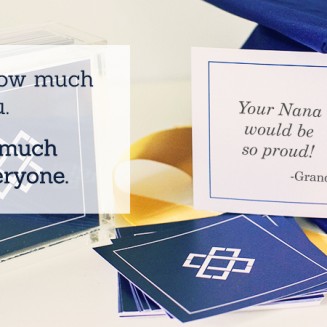 ow much
u.
much
eryone.
Your Nana
would be
so proud!
-Grand